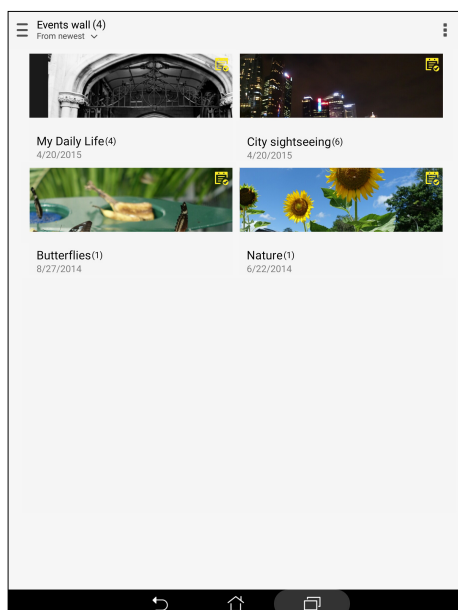 Events wall (4)
From newest
My Daily Life(4)
4/20/2015
City sightseeing(6)
4/20/2015
Butterflies(1)
8/27/2014
Nature(1)
6/22/2014